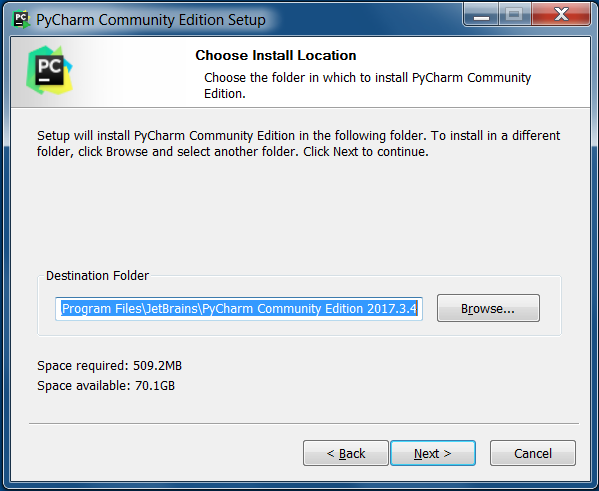 PyCharm Community Edition Setup
PC
Choose Install Location
Choose the folder in which to install PyCharm Community
Edition.
Setup will install PyCharm Community Edition in the following folder. To install in a different
folder, click Browse and select another folder. Click Next to continue.
Destination Folder
Program Files\JetBrains\PyCharm Community Edition 2017.3.4
Browse...
Space required: 509.2MB
Space available: 70.1GB
< Back
Next >
Cancel